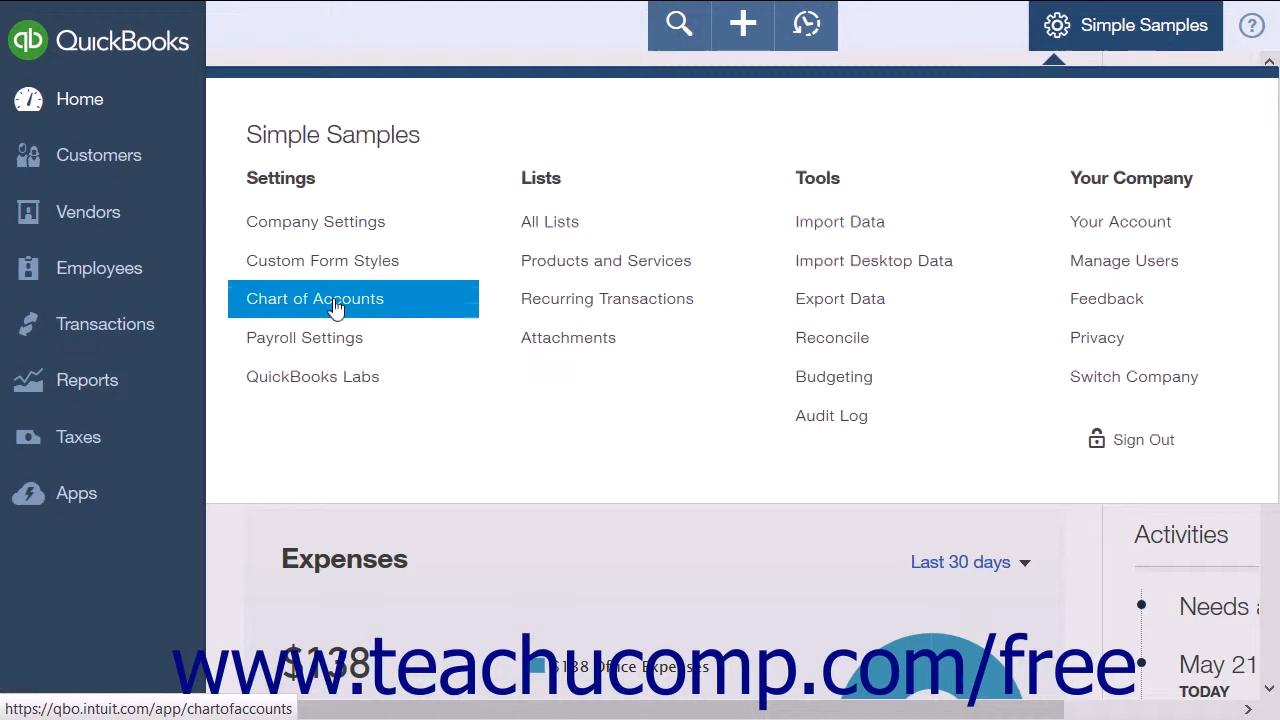 QuickBooks
Simple Samples
Home
Customers
Vendors
Employees
Transactions
Reports
Taxes
Apps
Simple Samples
Settings
Company Settings
Custom Form Styles
Chart of Accounts
Payroll Settings
QuickBooks Labs
Lists
All Lists
Products and Services
Recurring Transactions
Attachments
Tools
Import Data
Import Desktop Data
Export Data
Reconcile
Budgeting
Audit Log
Your Company
Your Account
Manage Users
Feedback
Privacy
Switch Company
Sign Out
Expenses
Last 30 days
$138
$138 Office Expenses
Activities
Needs
May 21
TODAY
www.teachucomp.com/free
https://qbo.intuit.com/app/chartofaccounts